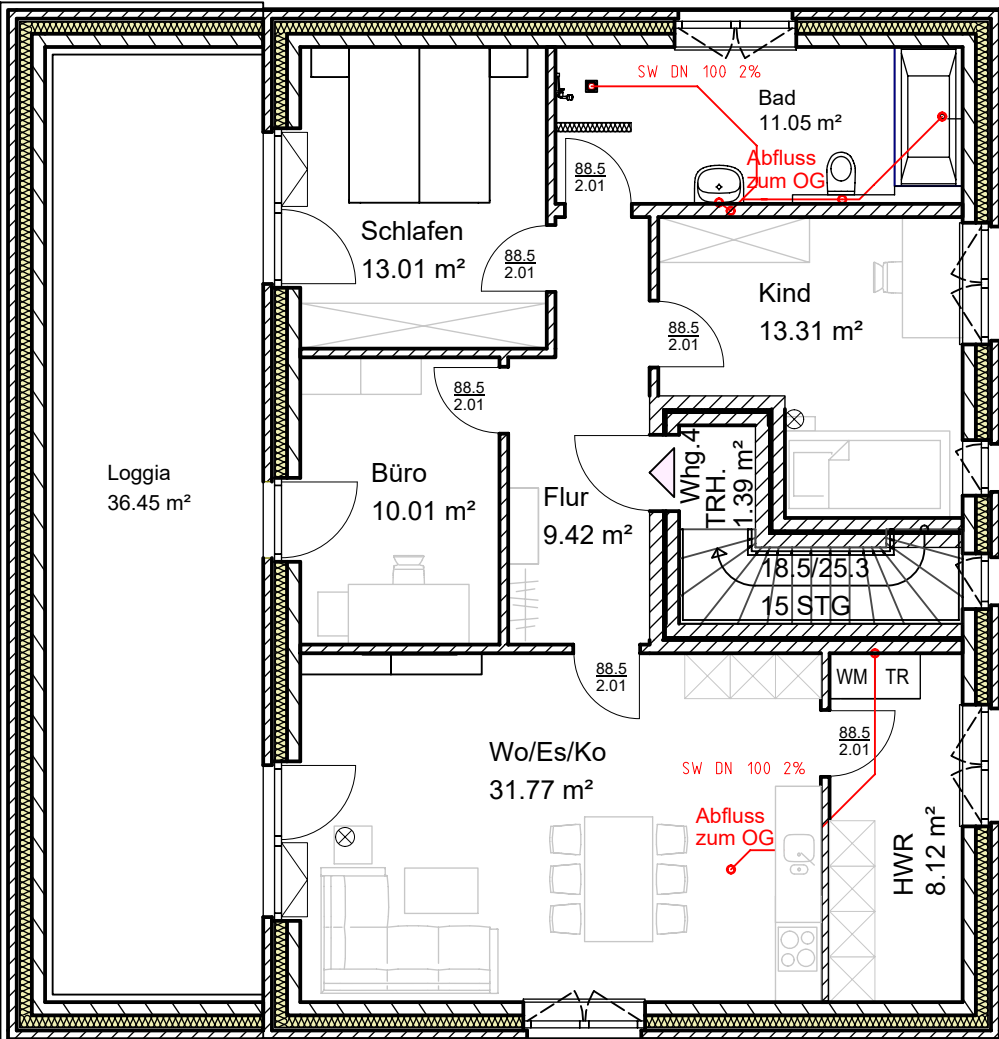 SW DN 100 2%
Bad
11.05 m²
Abfluss
zum OG
88.5
2.01
Schlafen
13.01 m²
88.5
2.01
Kind
13.31 m²
88.5
2.01
88.5
2.01
Loggia
36.45 m²
Büro
10.01 m²
Flur
9.42 m²
Whg.4
TRH.
1.39 m²
18.5/25.3
15 STG
88.5
2.01
WM TR
88.5
2.01
Wo/Es/Ko
31.77 m²
SW DN 100 2%
Abfluss
zum OG
HWR
8.12 m²